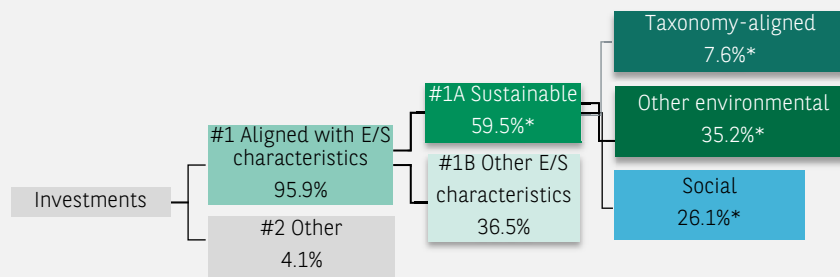 Investments
#1 Aligned with E/S
characteristics
95.9%
#2 Other
4.1%
#1A Sustainable
59.5%*
#1B Other E/S
characteristics
36.5%
Taxonomy-aligned
7.6%*
Other environmental
35.2%*
Social
26.1%*